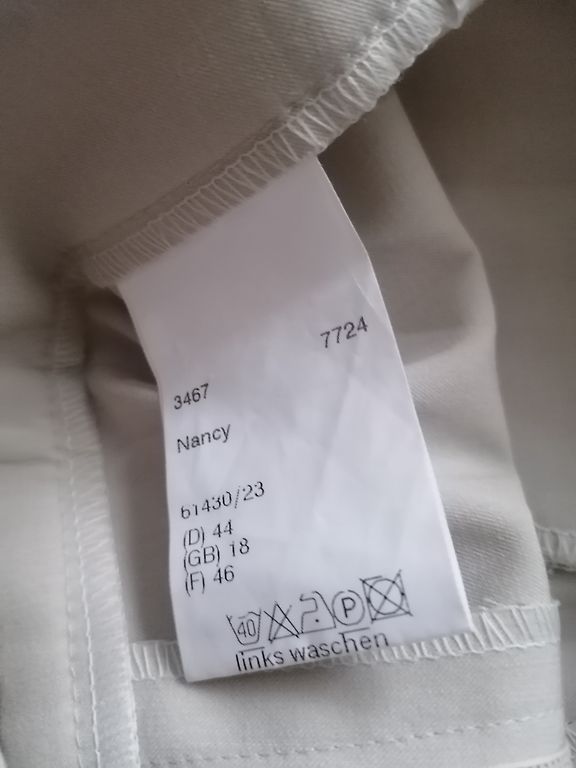 7724
3467
Nancy
61430/23
(D) 44
(GB) 18
(F) 46
40 P
links waschen